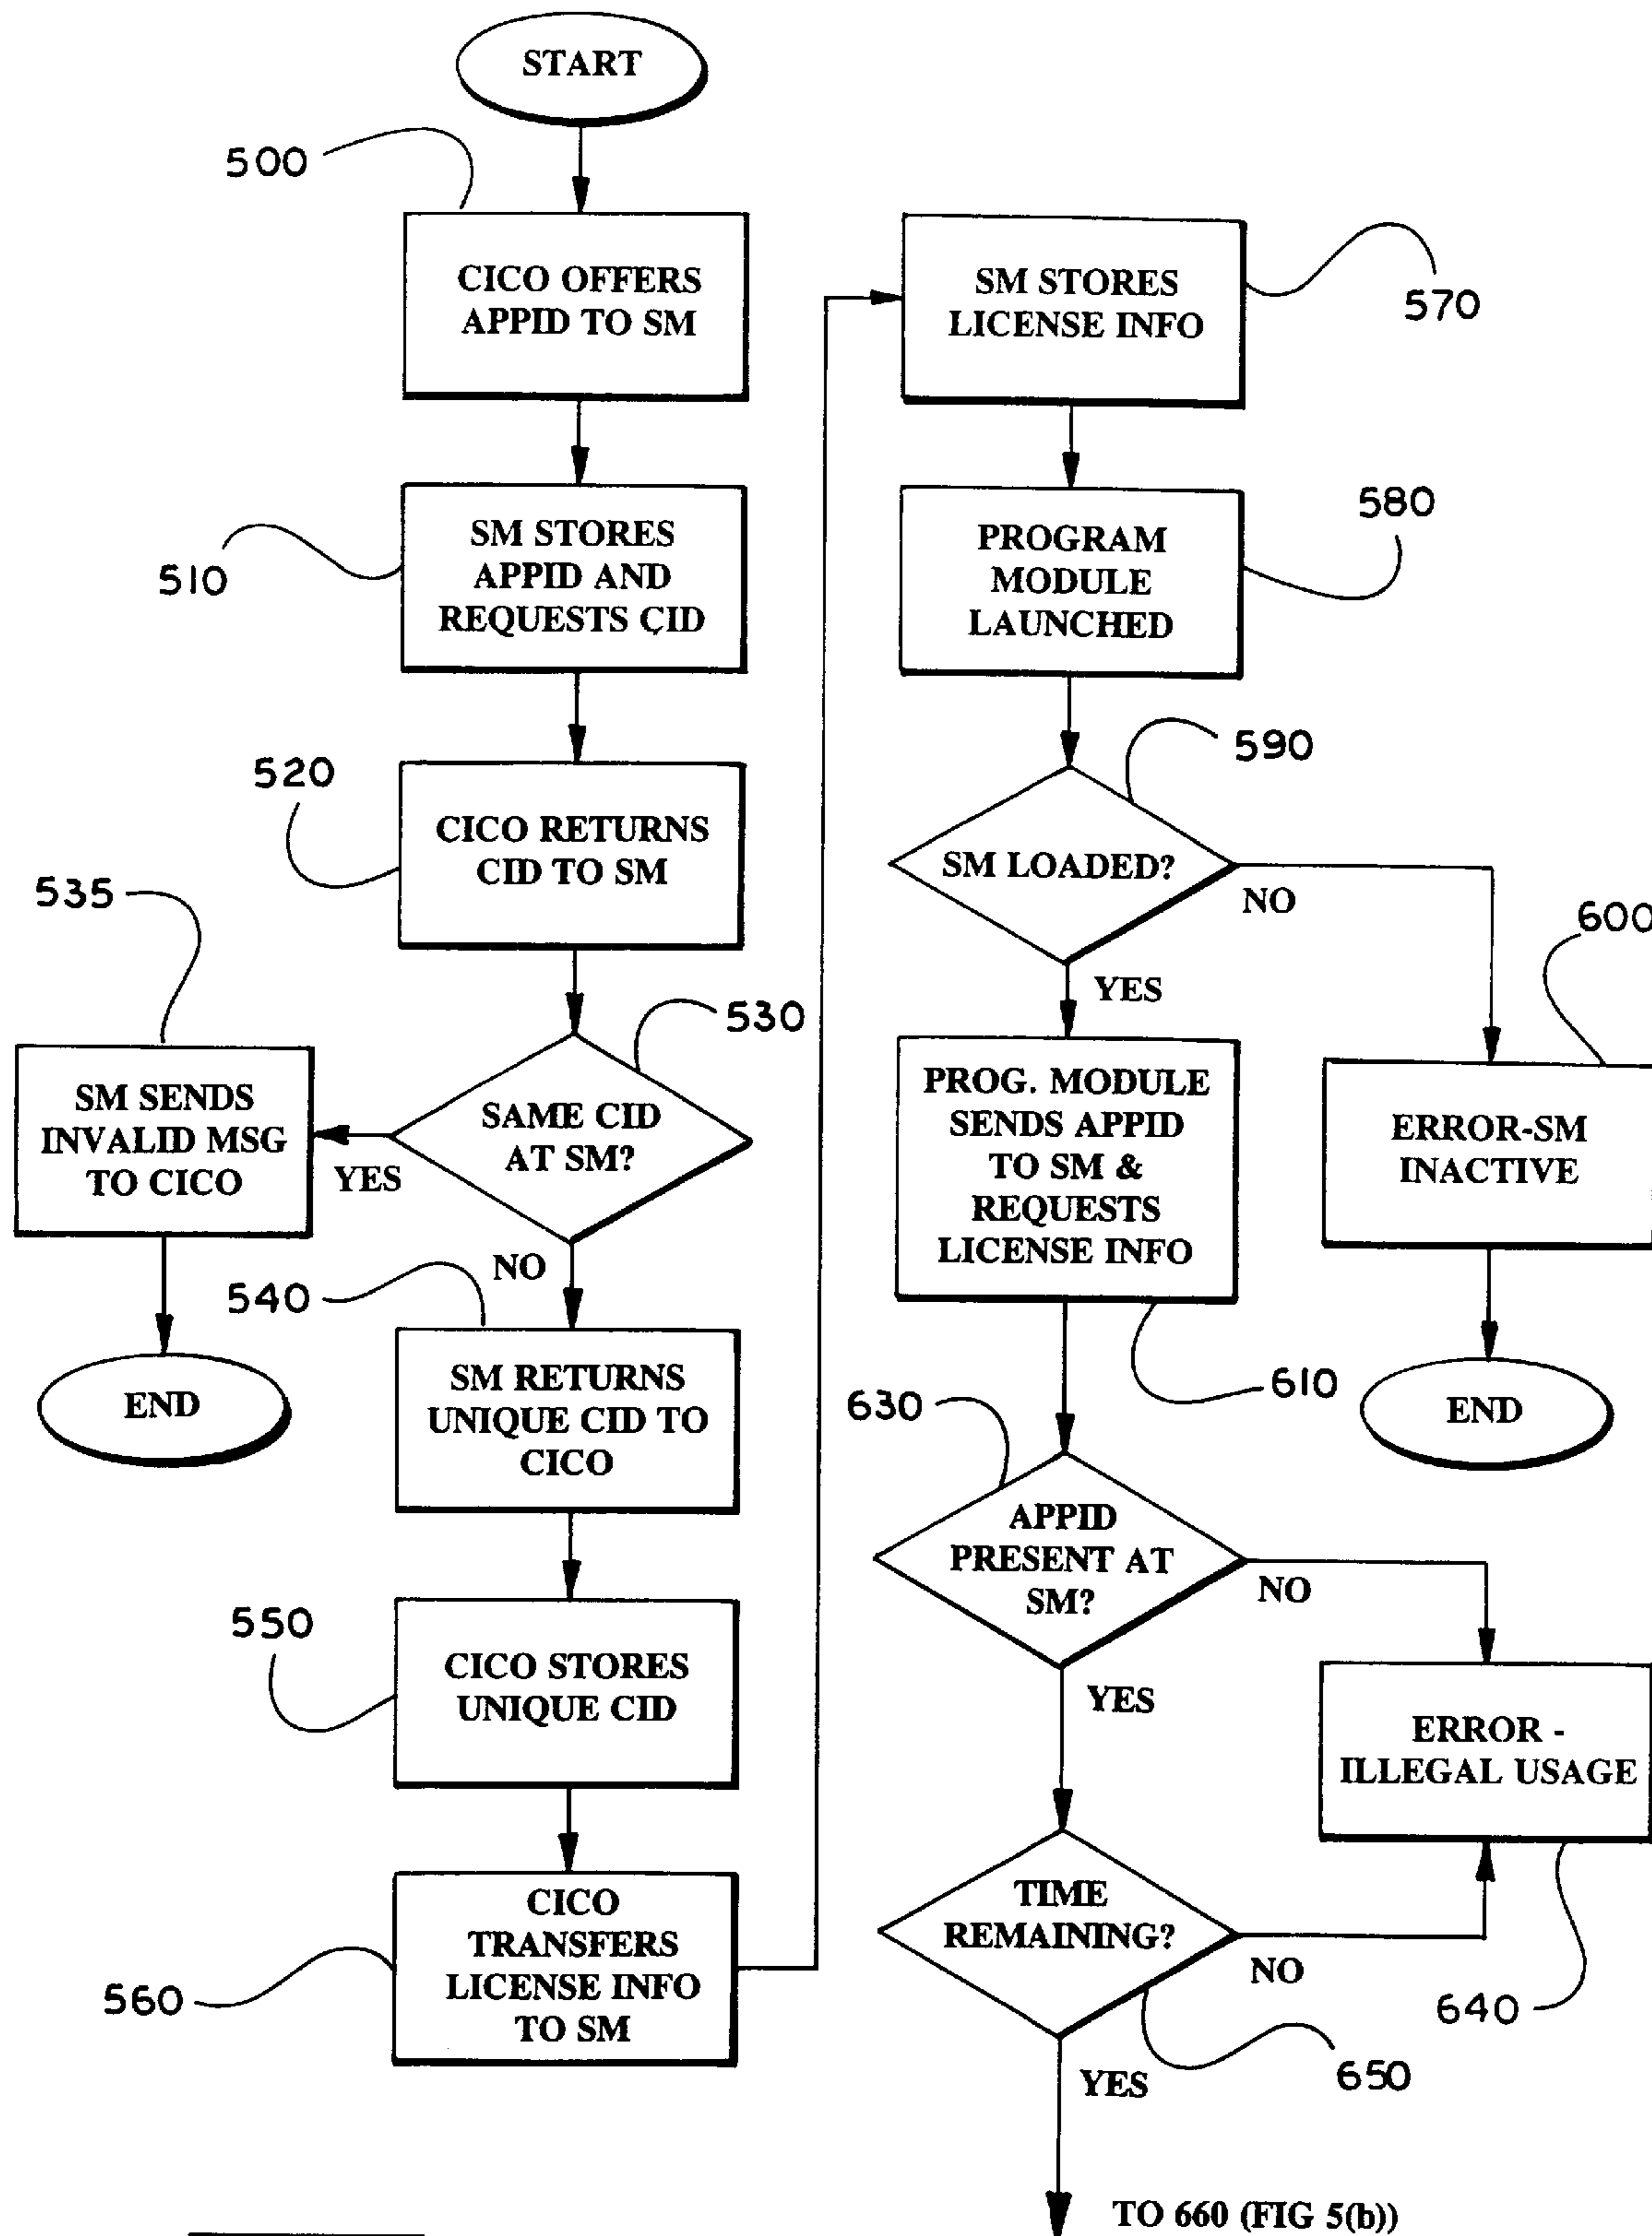 START
500
CICO OFFERS
APPID TO SM
510
SM STORES
APPID AND
REQUESTS CID
520
CICO RETURNS
CID TO SM
530
SAME CID
AT SM?
YES
535
SM SENDS
INVALID MSG
TO CICO
END
NO
540
SM RETURNS
UNIQUE CID TO
CICO
550
CICO STORES
UNIQUE CID
560
CICO
TRANSFERS
LICENSE INFO
TO SM
570
SM STORES
LICENSE INFO
580
PROGRAM
MODULE
LAUNCHED
590
SM LOADED?
NO
600
ERROR-SM
INACTIVE
END
YES
PROG. MODULE
SENDS APPID
TO SM &
REQUESTS
LICENSE INFO
610
630
APPID
PRESENT AT
SM?
NO
YES
ERROR -
ILLEGAL USAGE
640
TIME
REMAINING?
NO
650
YES
TO 660 (FIG 5(b))